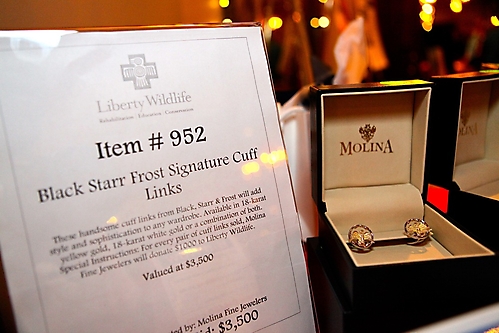 Liberty Wildlife
Rehabilitation · Education · Conservation
Item # 952
Black Starr Frost Signature Cuff
Links
These handsome cuff links from Black, Starr & Frost will add
style and sophistication to any wardrobe. Available in 18-karat
yellow gold, 18-karat white gold or a combination of both.
Special Instructions: For every pair of cuff links sold, Molina
Fine Jewelers will donate $1000 to Liberty Wildlife.
Valued at $3,500
ted by: Molina Fine Jewelers
id: $3,500
MOLINA